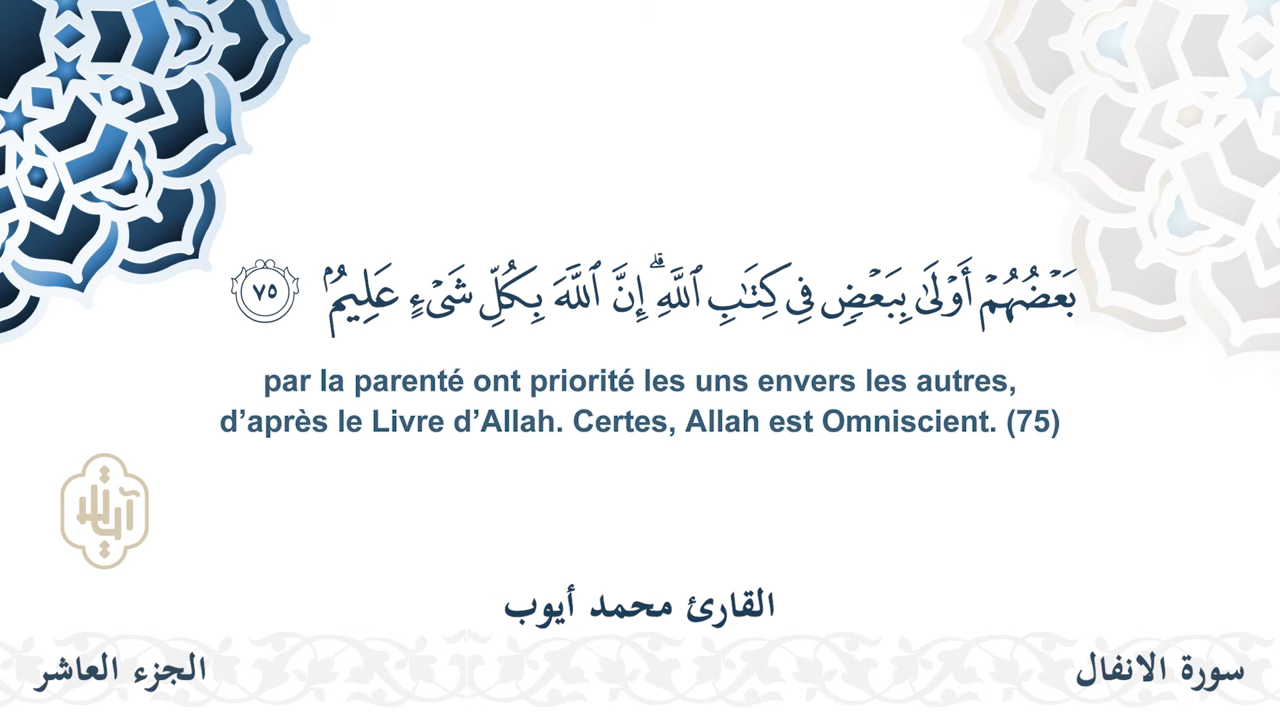 بَعۡضُهُمۡ أَوۡلَىٰ بِبَعۡضٖ فِي كِتَٰبِ ٱللَّهِۗ إِنَّ ٱللَّهَ بِكُلِّ شَيۡءٍ عَلِيمُۢ ٧٥
par la parenté ont priorité les uns envers les autres,
d’après le Livre d’Allah. Certes, Allah est Omniscient. (75)
آيات
القارئ محمد أيوب
سورة الانفال
الجزء العاشر